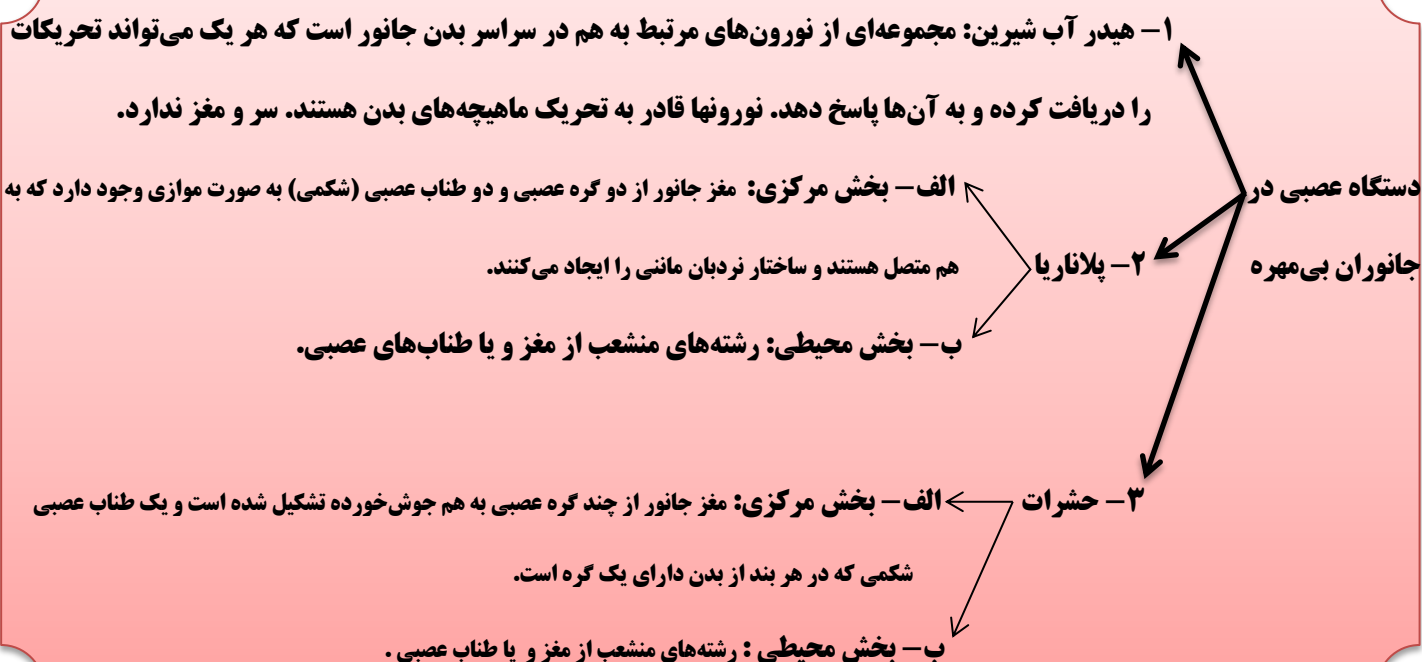 ۱– هیدر آب شیرین: مجموعه‌ای از نورون‌های مرتبط به هم در سراسر بدن جانور است که هر یک می‌تواند تحریکات
را دریافت کرده و به آن‌ها پاسخ دهد. نورونها قادر به تحریک ماهیچه‌های بدن هستند. سر و مغز ندارد.
دستگاه عصبی در
جانوران بی‌مهره
۲– پلاناریا
الف– بخش مرکزی: مغز جانور از دو گره عصبی و دو طناب عصبی (شکمی) به صورت موازی وجود دارد که به
هم متصل هستند و ساختار نردبان مانندی را ایجاد می‌کنند.
ب– بخش محیطی: رشته‌های منشعب از مغز و یا طناب‌های عصبی.
۳– حشرات
الف– بخش مرکزی: مغز جانور از چند گره عصبی به هم جوش‌خورده تشکیل شده است و یک طناب عصبی
شکمی که در هر بند از بدن دارای یک گره است.
ب– بخش محیطی : رشته‌های منشعب از مغز و یا طناب عصبی .